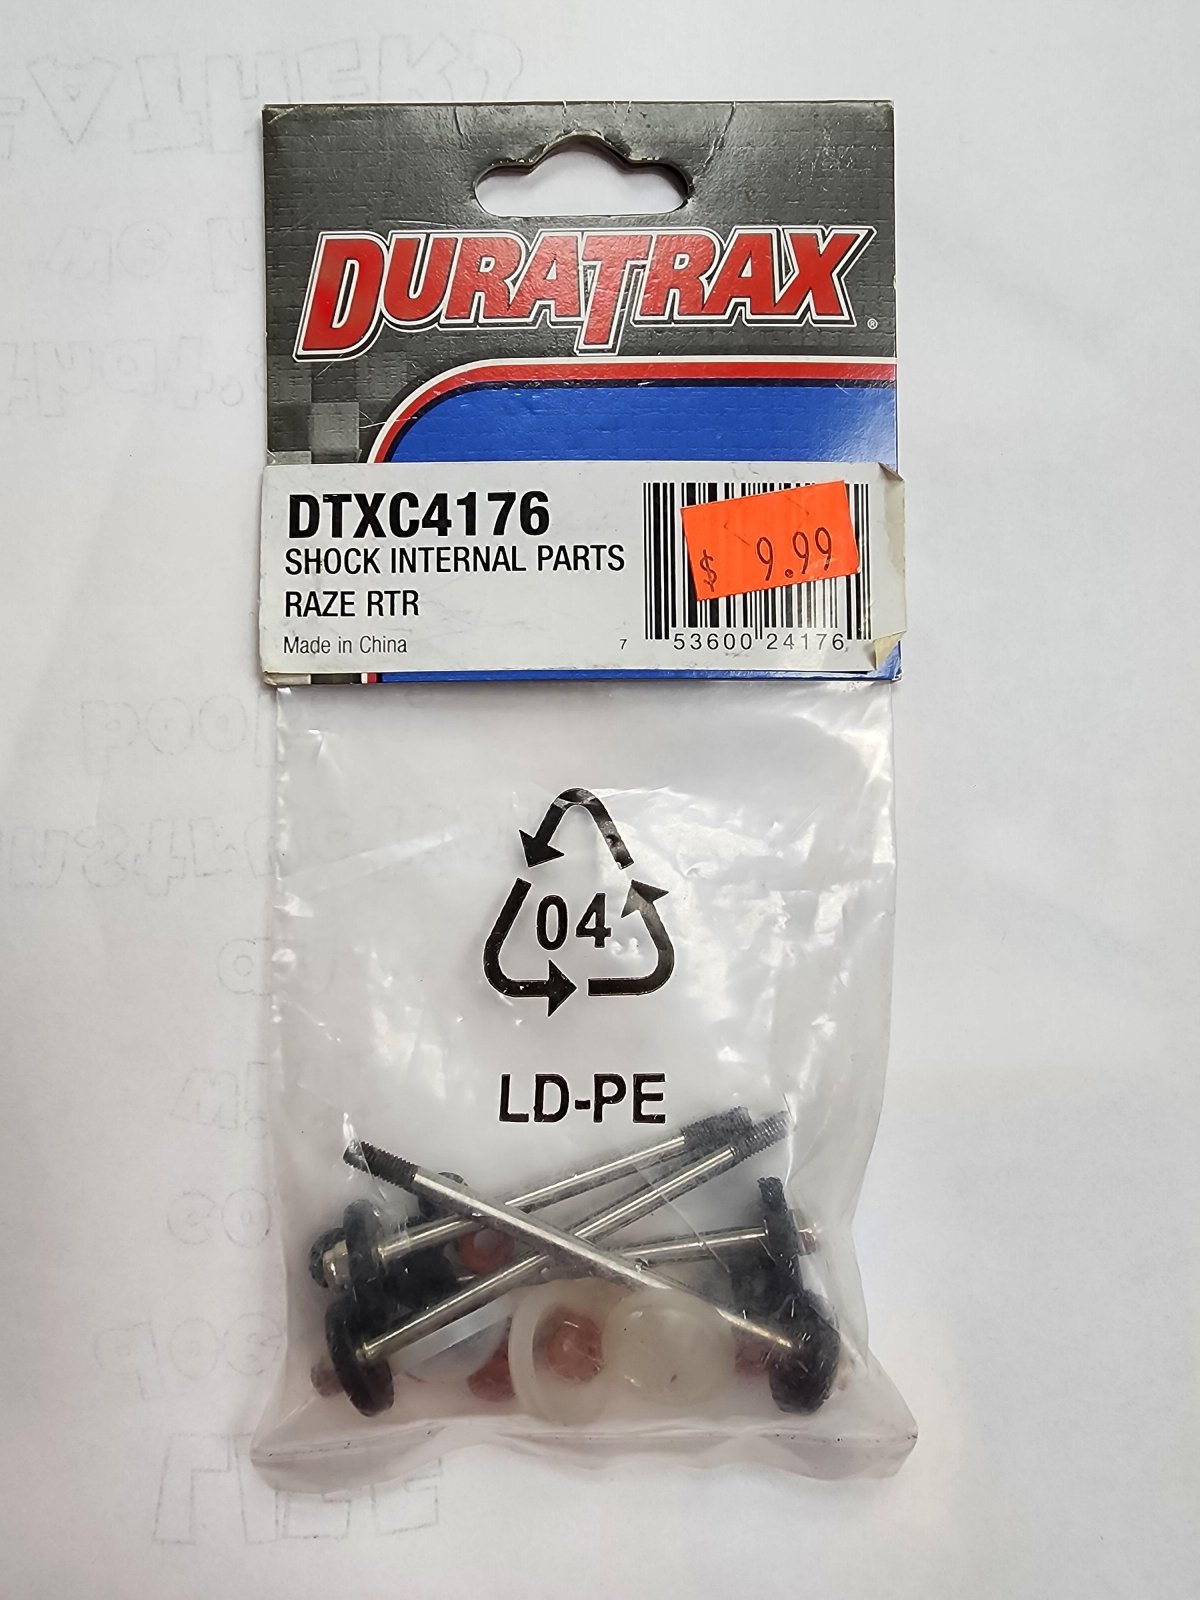 DURATRAX®
DTXC4176
SHOCK INTERNAL PARTS
RAZE RTR
Made in China
$ 9.99
7 53600 24176
04
LD-PE